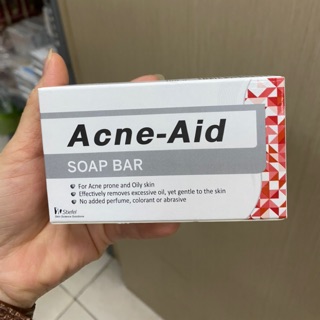 Acne-Aid
SOAP BAR
• For Acne prone and Oily skin
• Effectively removes excessive oil, yet gentle to the skin
• No added perfume, colorant or abrasive
Stiefel